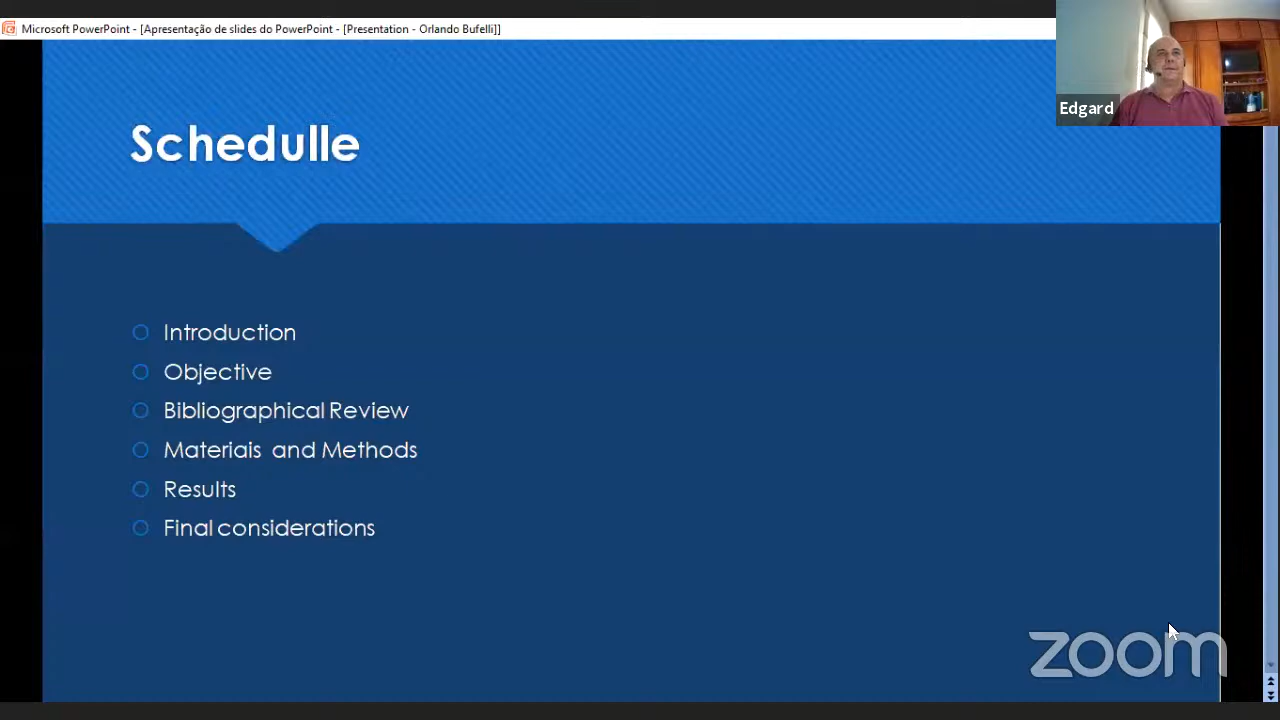 Microsoft PowerPoint - [Apresentação de slides do PowerPoint - [Presentation - Orlando Bufelli]]
Edgard
Schedulle
Introduction
Objective
Bibliographical Review
Materiais and Methods
Results
Final considerations
zoom